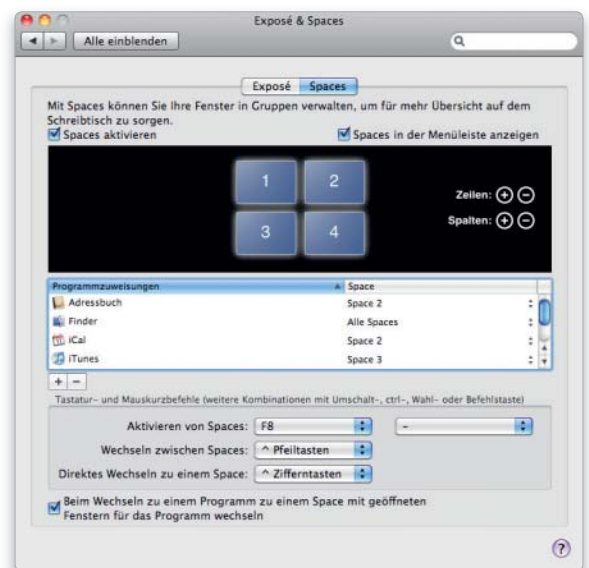 Exposé & Spaces
Alle einblenden
Exposé Spaces
Mit Spaces können Sie Ihre Fenster in Gruppen verwalten, um für mehr Übersicht auf dem
Schreibtisch zu sorgen.
Spaces aktivieren Spaces in der Menüleiste anzeigen
1 2
Zeilen:
3 4
Spalten:
Programmzuweisungen Space
Adressbuch Space 2
Finder Alle Spaces
iCal Space 2
iTunes Space 3
+ −
Tastatur- und Mauskurzbefehle (weitere Kombinationen mit Umschalt-, ctrl-, Wahl- oder Befehlstaste)
Aktivieren von Spaces: F8 –
Wechseln zwischen Spaces: ^ Pfeiltasten
Direktes Wechseln zu einem Space: ^ Zifferntasten
Beim Wechseln zu einem Programm zu einem Space mit geöffneten
Fenstern für das Programm wechseln
?